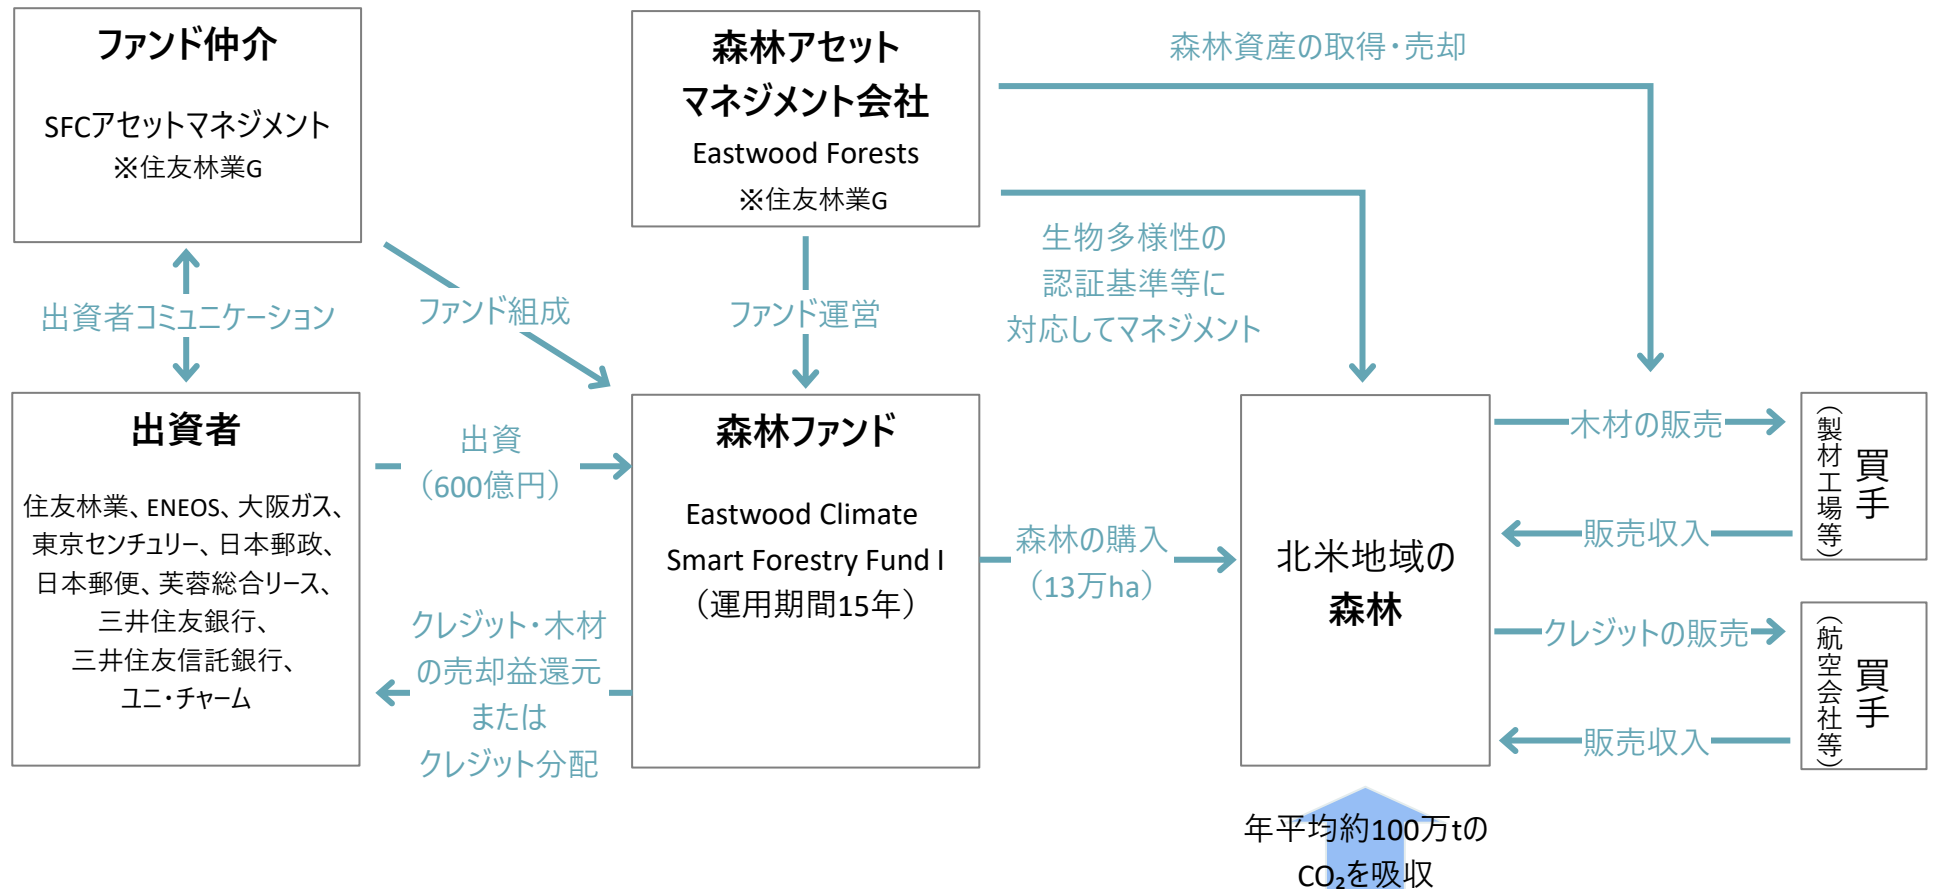 ファンド仲介
SFCアセットマネジメント
※住友林業G
森林アセット
マネジメント会社
Eastwood Forests
※住友林業G
森林資産の取得・売却
生物多様性の
認証基準等に
対応してマネジメント
出資者コミュニケーション
ファンド組成
ファンド運営
出資者
住友林業、ENEOS、大阪ガス、
東京センチュリー、日本郵政、
日本郵便、芙蓉総合リース、
三井住友銀行、
三井住友信託銀行、
ユニ・チャーム
出資
（600億円）
クレジット・木材
の売却益還元
または
クレジット分配
森林ファンド
Eastwood Climate
Smart Forestry Fund I
（運用期間15年）
森林の購入
（13万ha）
北米地域の
森林
木材の販売
販売収入
買手
（製材工場等）
クレジットの販売
販売収入
買手
（航空会社等）
年平均約100万tの
CO₂を吸収